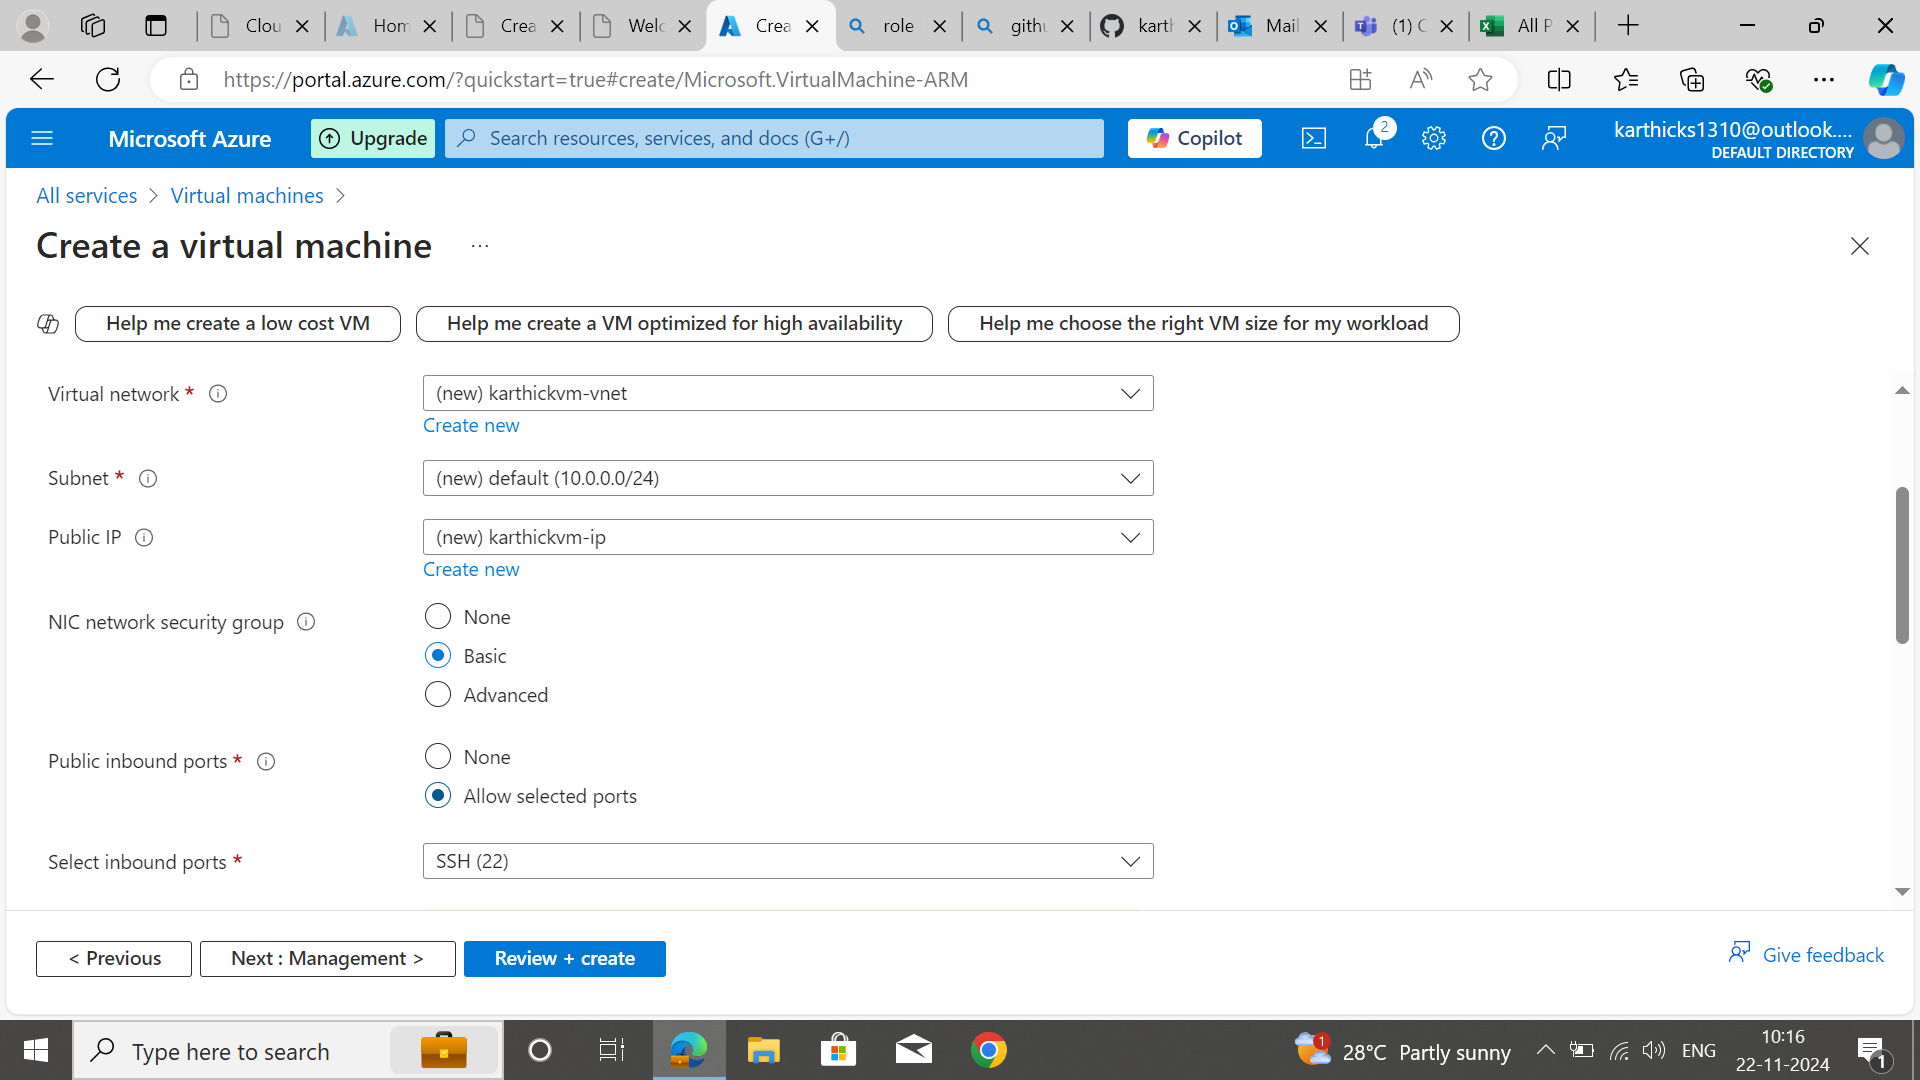 Clou
Hom
Crea
Welc
Crea
role
githu
karth
Mail
(1) C
All P
https://portal.azure.com/?quickstart=true#create/Microsoft.VirtualMachine-ARM
Microsoft Azure
Upgrade
Search resources, services, and docs (G+/)
Copilot
2
karthicks1310@outlook....
DEFAULT DIRECTORY
All services > Virtual machines >
Create a virtual machine ...
Help me create a low cost VM
Help me create a VM optimized for high availability
Help me choose the right VM size for my workload
Virtual network *
(new) karthickvm-vnet
Create new
Subnet *
(new) default (10.0.0.0/24)
Public IP
(new) karthickvm-ip
Create new
NIC network security group
None
Basic
Advanced
Public inbound ports *
None
Allow selected ports
Select inbound ports *
SSH (22)
< Previous
Next : Management >
Review + create
Give feedback
Type here to search
1
28°C Partly sunny
ENG
10:16
22-11-2024
1